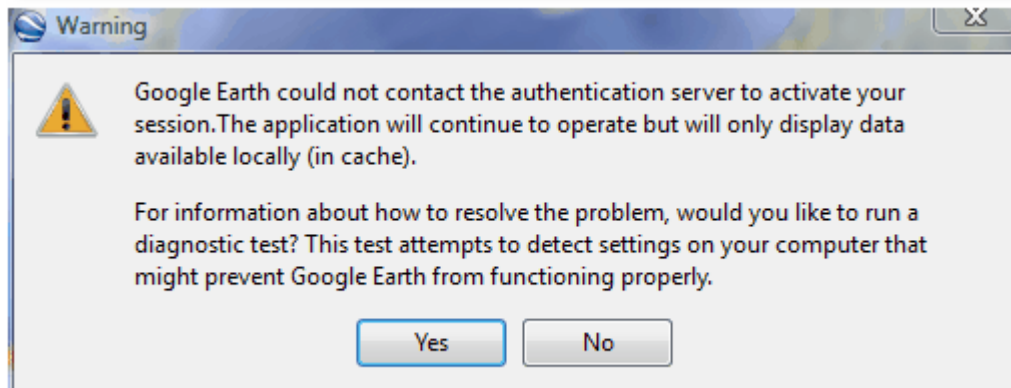 Warning
Google Earth could not contact the authentication server to activate your
session.The application will continue to operate but will only display data
available locally (in cache).
For information about how to resolve the problem, would you like to run a
diagnostic test? This test attempts to detect settings on your computer that
might prevent Google Earth from functioning properly.
Yes No